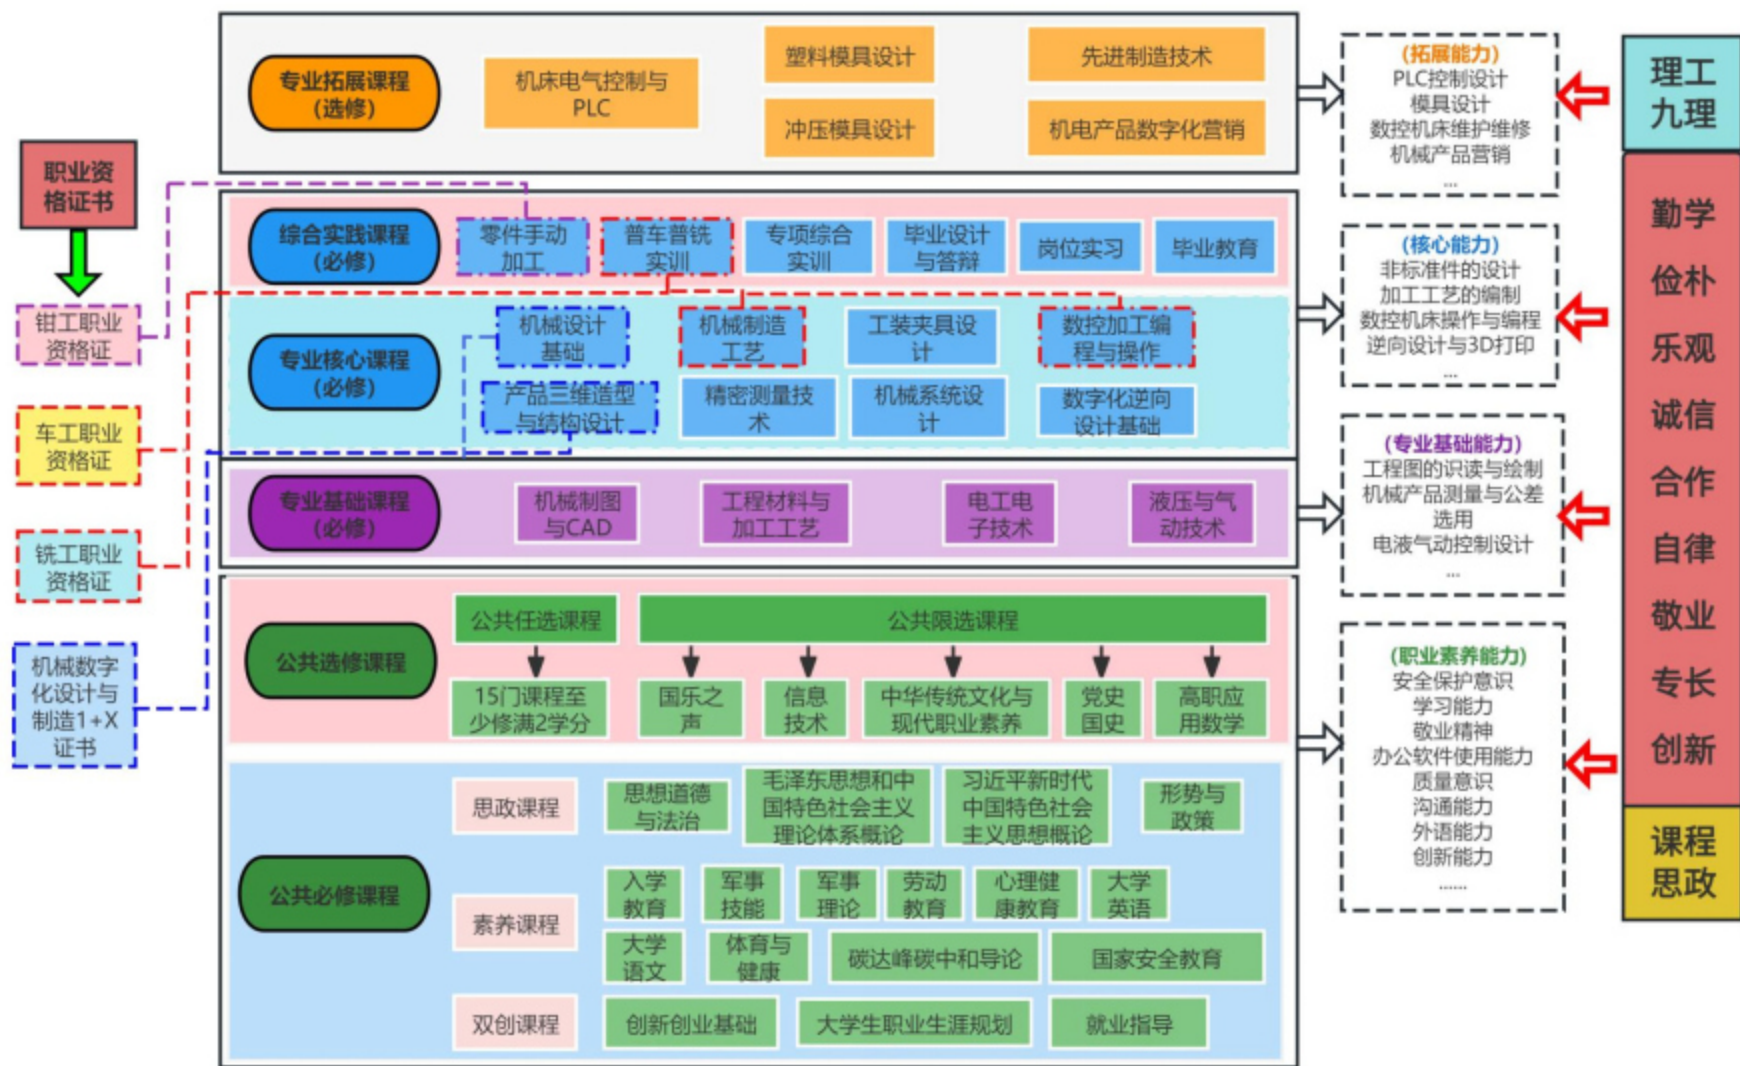 职业资
格证书
钳工职业
资格证
车工职业
资格证
铣工职业
资格证
机械数字
化设计与
制造1+X
证书
专业拓展课程
(选修)
机床电气控制与
PLC
塑料模具设计
冲压模具设计
先进制造技术
机电产品数字化营销
综合实践课程
(必修)
零件手动
加工
普车普铣
实训
专项综合
实训
毕业设计
与答辩
岗位实习
毕业教育
专业核心课程
(必修)
机械设计
基础
机械制造
工艺
工装夹具设
计
数控加工编
程与操作
产品三维造型
与结构设计
精密测量技
术
机械系统设
计
数字化逆向
设计基础
专业基础课程
(必修)
机械制图
与CAD
工程材料与
加工工艺
电工电
子技术
液压与气
动技术
公共选修课程
公共任选课程
公共限选课程
15门课程至
少修满2学分
国乐之
声
信息
技术
中华传统文化与
现代职业素养
党史
国史
高职应
用数学
公共必修课程
思政课程
思想道德
与法治
毛泽东思想和中
国特色社会主义
理论体系概论
习近平新时代
中国特色社会
主义思想概论
形势与
政策
素养课程
入学
教育
军事
技能
军事
理论
劳动
教育
心理健
康教育
大学
英语
大学
语文
体育与
健康
碳达峰碳中和导论
国家安全教育
双创课程
创新创业基础
大学生职业生涯规划
就业指导
(拓展能力)
PLC控制设计
模具设计
数控机床维护维修
机械产品营销
...
(核心能力)
非标准件的设计
加工工艺的编制
数控机床操作与编程
逆向设计与3D打印
...
(专业基础能力)
工程图的识读与绘制
机械产品测量与公差
选用
电液气动控制设计
...
(职业素养能力)
安全保护意识
学习能力
敬业精神
办公软件使用能力
质量意识
沟通能力
外语能力
创新能力
......
理工
九理
勤学
俭朴
乐观
诚信
合作
自律
敬业
专长
创新
课程
思政